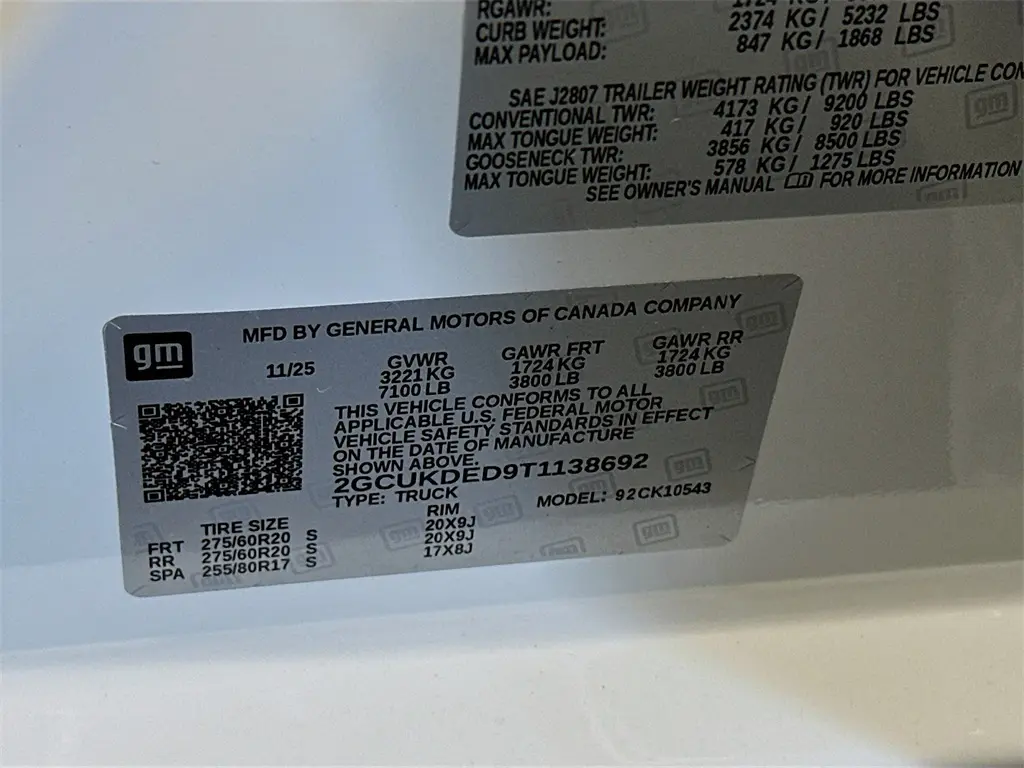 RGAWR:
CURB WEIGHT: 2374 KG/ 5232 LBS
MAX PAYLOAD: 847 KG/ 1868 LBS
SAE J2807 TRAILER WEIGHT RATING (TWR) FOR VEHICLE CON
CONVENTIONAL TWR: 4173 KG/ 9200 LBS
MAX TONGUE WEIGHT: 417 KG/ 920 LBS
GOOSENECK TWR: 3856 KG/ 8500 LBS
MAX TONGUE WEIGHT: 578 KG/ 1275 LBS
SEE OWNER'S MANUAL FOR MORE INFORMATION
gm
MFD BY GENERAL MOTORS OF CANADA COMPANY
11/25 GVWR GAWR FRT GAWR RR
3221 KG 1724 KG 1724 KG
7100 LB 3800 LB 3800 LB
THIS VEHICLE CONFORMS TO ALL
APPLICABLE U.S. FEDERAL MOTOR
VEHICLE SAFETY STANDARDS IN EFFECT
ON THE DATE OF MANUFACTURE
SHOWN ABOVE.
2GCUKDED9T1138692
TYPE: TRUCK MODEL: 92CK10543
TIRE SIZE RIM
FRT 275/60R20 S 20X9J
RR 275/60R20 S 20X9J
SPA 255/80R17 S 17X8J